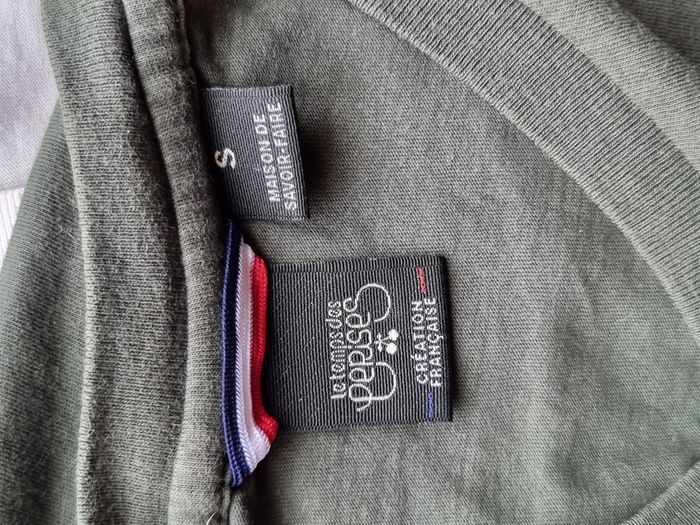 S
MAISON DE
SAVOIR-FAIRE
le temps des
cerises
CRÉATION
FRANÇAISE